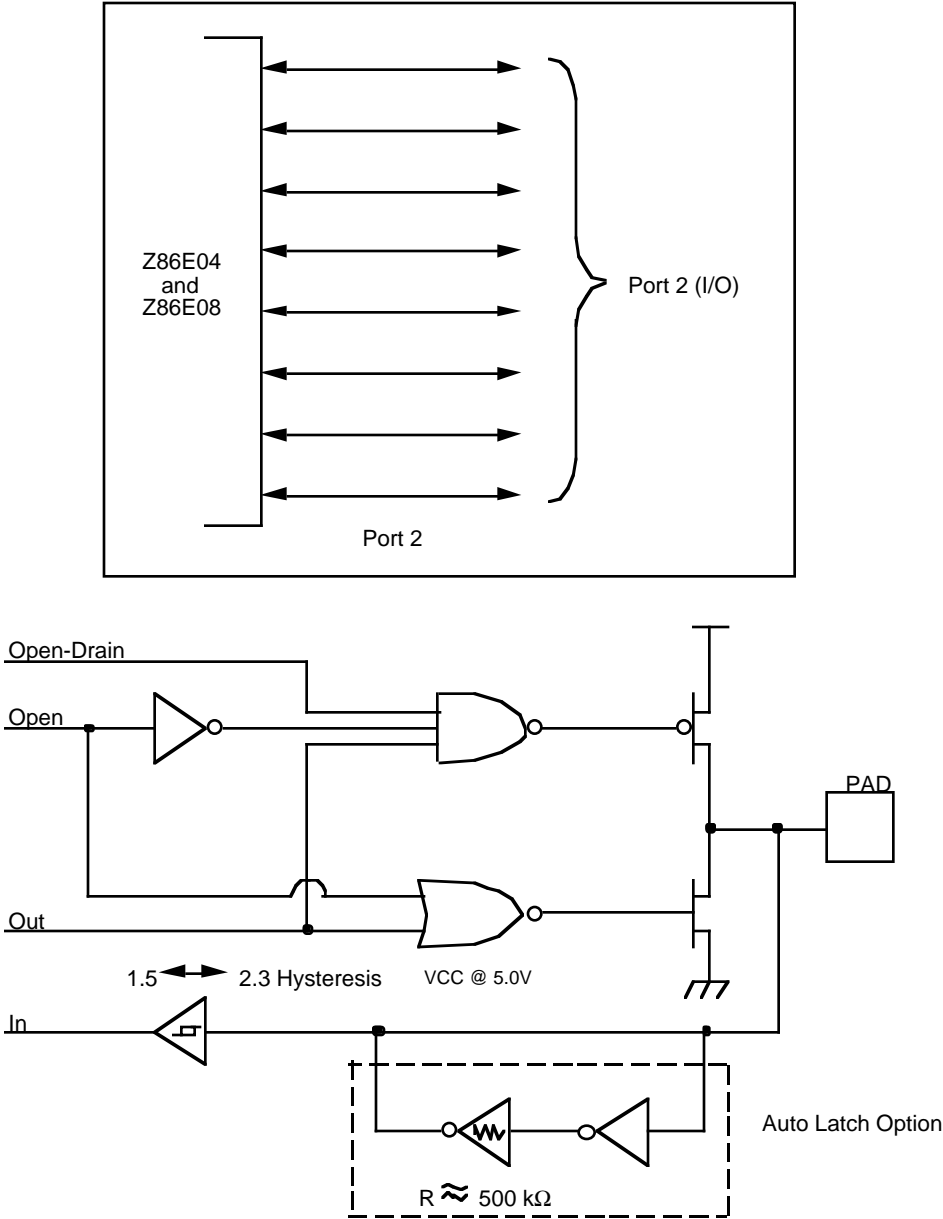 Z86E04
and
Z86E08
Port 2 (I/O)
Port 2
Open-Drain
Open
PAD
Out
1.5 2.3 Hysteresis VCC @ 5.0V
In
Auto Latch Option
R ≈ 500 kΩ